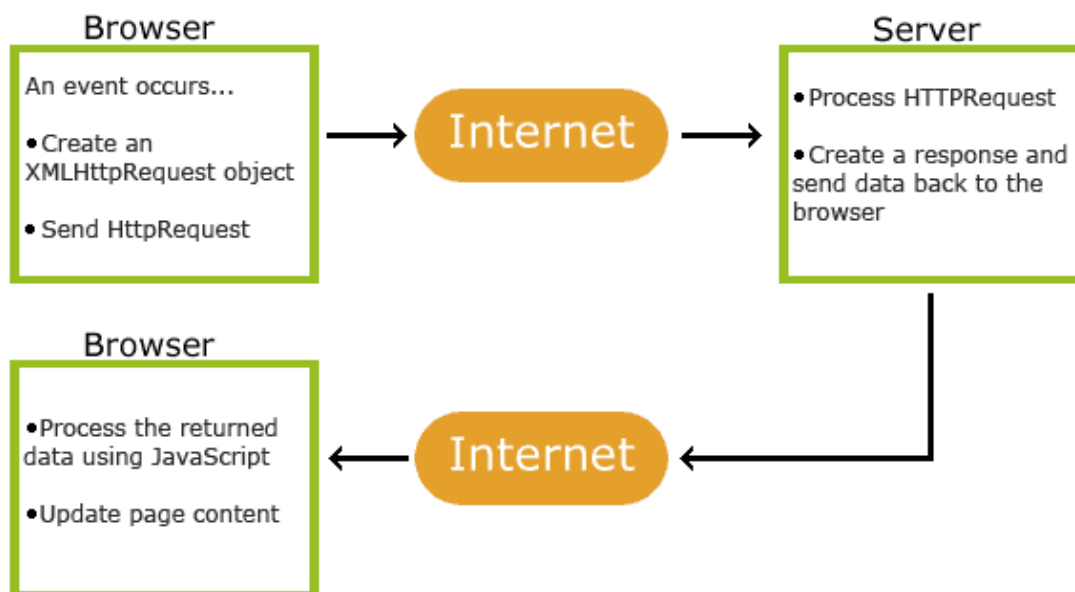 Browser
An event occurs...
•Create an
XMLHttpRequest object
•Send HttpRequest
Internet
Server
•Process HTTPRequest
•Create a response and
send data back to the
browser
Browser
•Process the returned
data using JavaScript
•Update page content
Internet